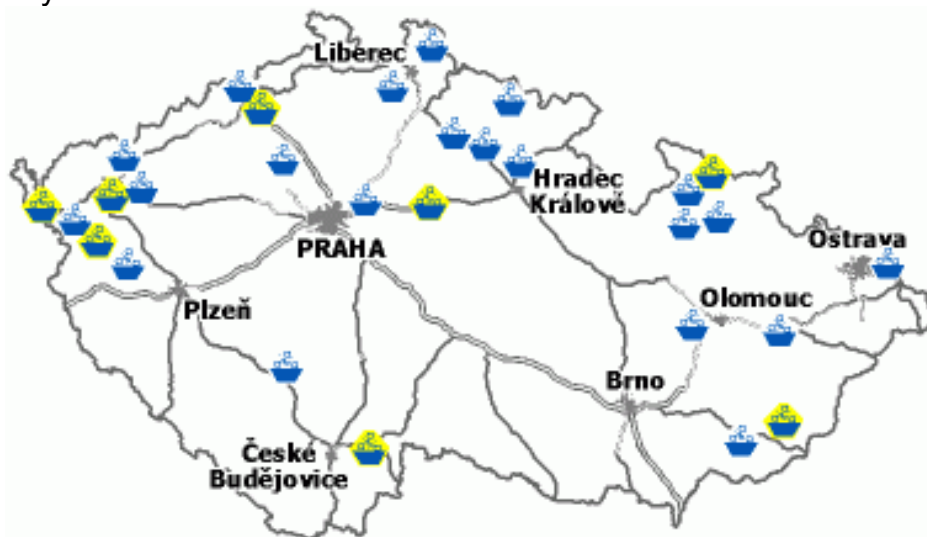 Liberec
Hradec
Králové
PRAHA
Ostrava
Plzeň
Olomouc
Brno
České
Budějovice